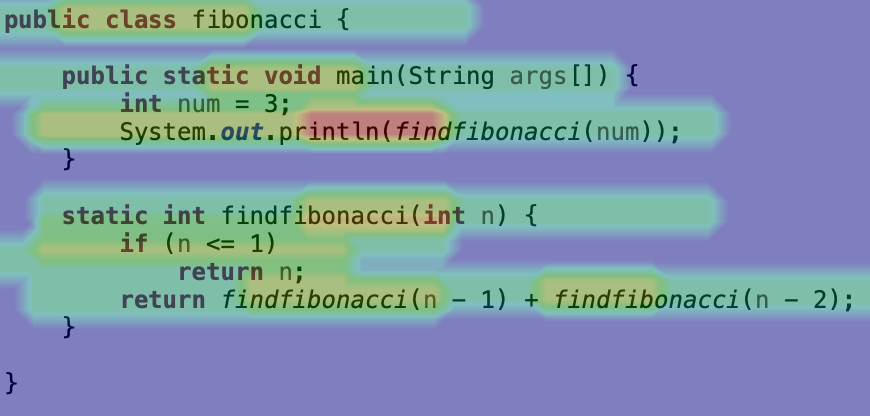 public class fibonacci {
public static void main(String args[]) {
int num = 3;
System.out.println(findfibonacci(num));
}
static int findfibonacci(int n) {
if (n <= 1)
return n;
return findfibonacci(n - 1) + findfibonacci(n - 2);
}
}